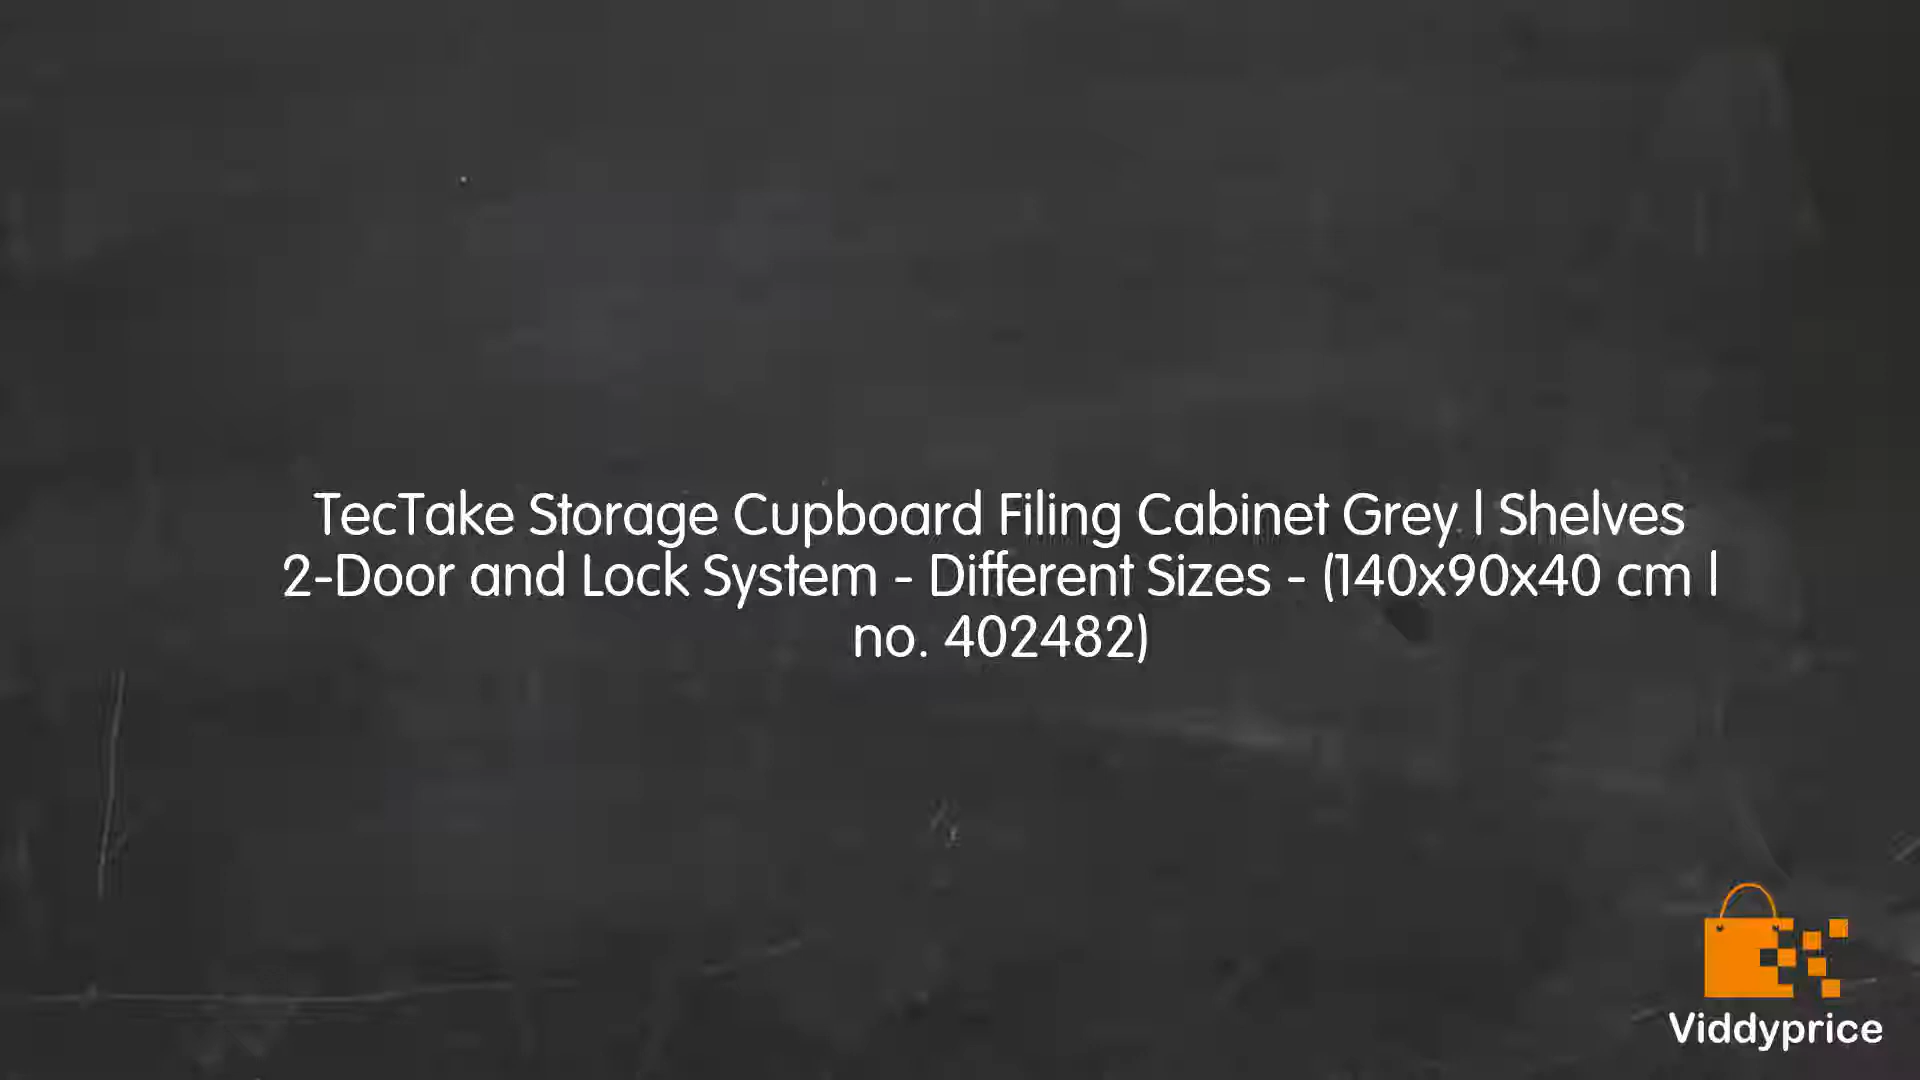 TecTake Storage Cupboard Filing Cabinet Grey | Shelves
2-Door and Lock System - Different Sizes - (140x90x40 cm |
no. 402482)
Viddyprice